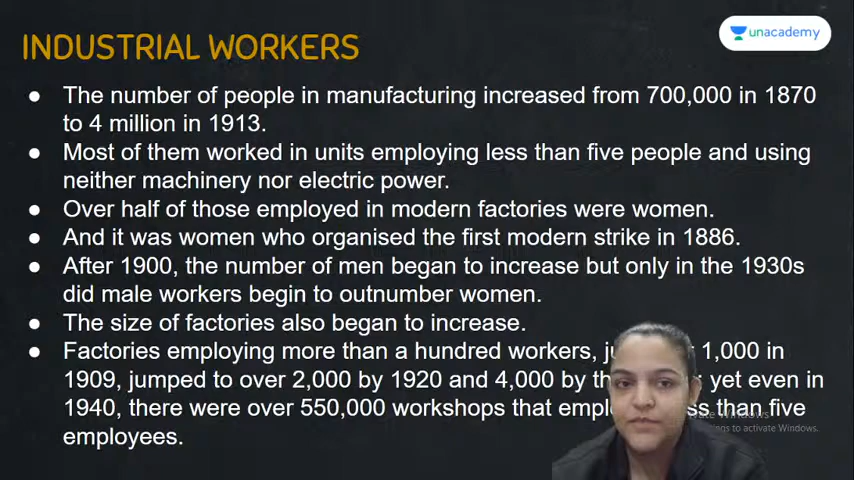 INDUSTRIAL WORKERS
unacademy
● The number of people in manufacturing increased from 700,000 in 1870
to 4 million in 1913.
● Most of them worked in units employing less than five people and using
neither machinery nor electric power.
● Over half of those employed in modern factories were women.
● And it was women who organised the first modern strike in 1886.
● After 1900, the number of men began to increase but only in the 1930s
did male workers begin to outnumber women.
● The size of factories also began to increase.
● Factories employing more than a hundred workers, 1,000 in
1909, jumped to over 2,000 by 1920 and 4,000 by yet even in
1940, there were over 550,000 workshops that than five
employees.
Windows
to activate Windows.